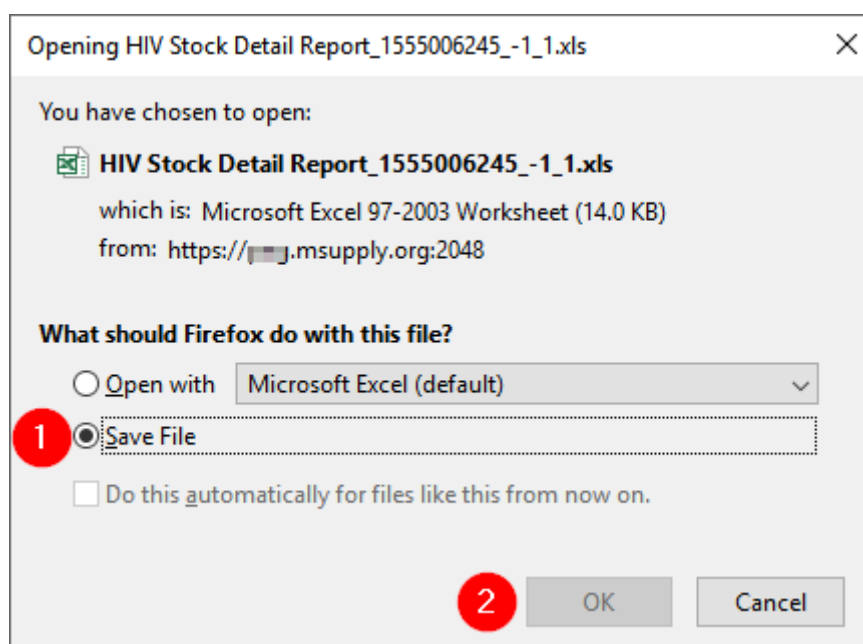 Opening HIV Stock Detail Report_1555006245_-1_1.xls
You have chosen to open:
HIV Stock Detail Report_1555006245_-1_1.xls
which is: Microsoft Excel 97-2003 Worksheet (14.0 KB)
from: https://.msupply.org:2048
What should Firefox do with this file?
Open with Microsoft Excel (default)
1 Save File
Do this automatically for files like this from now on.
2 OK Cancel